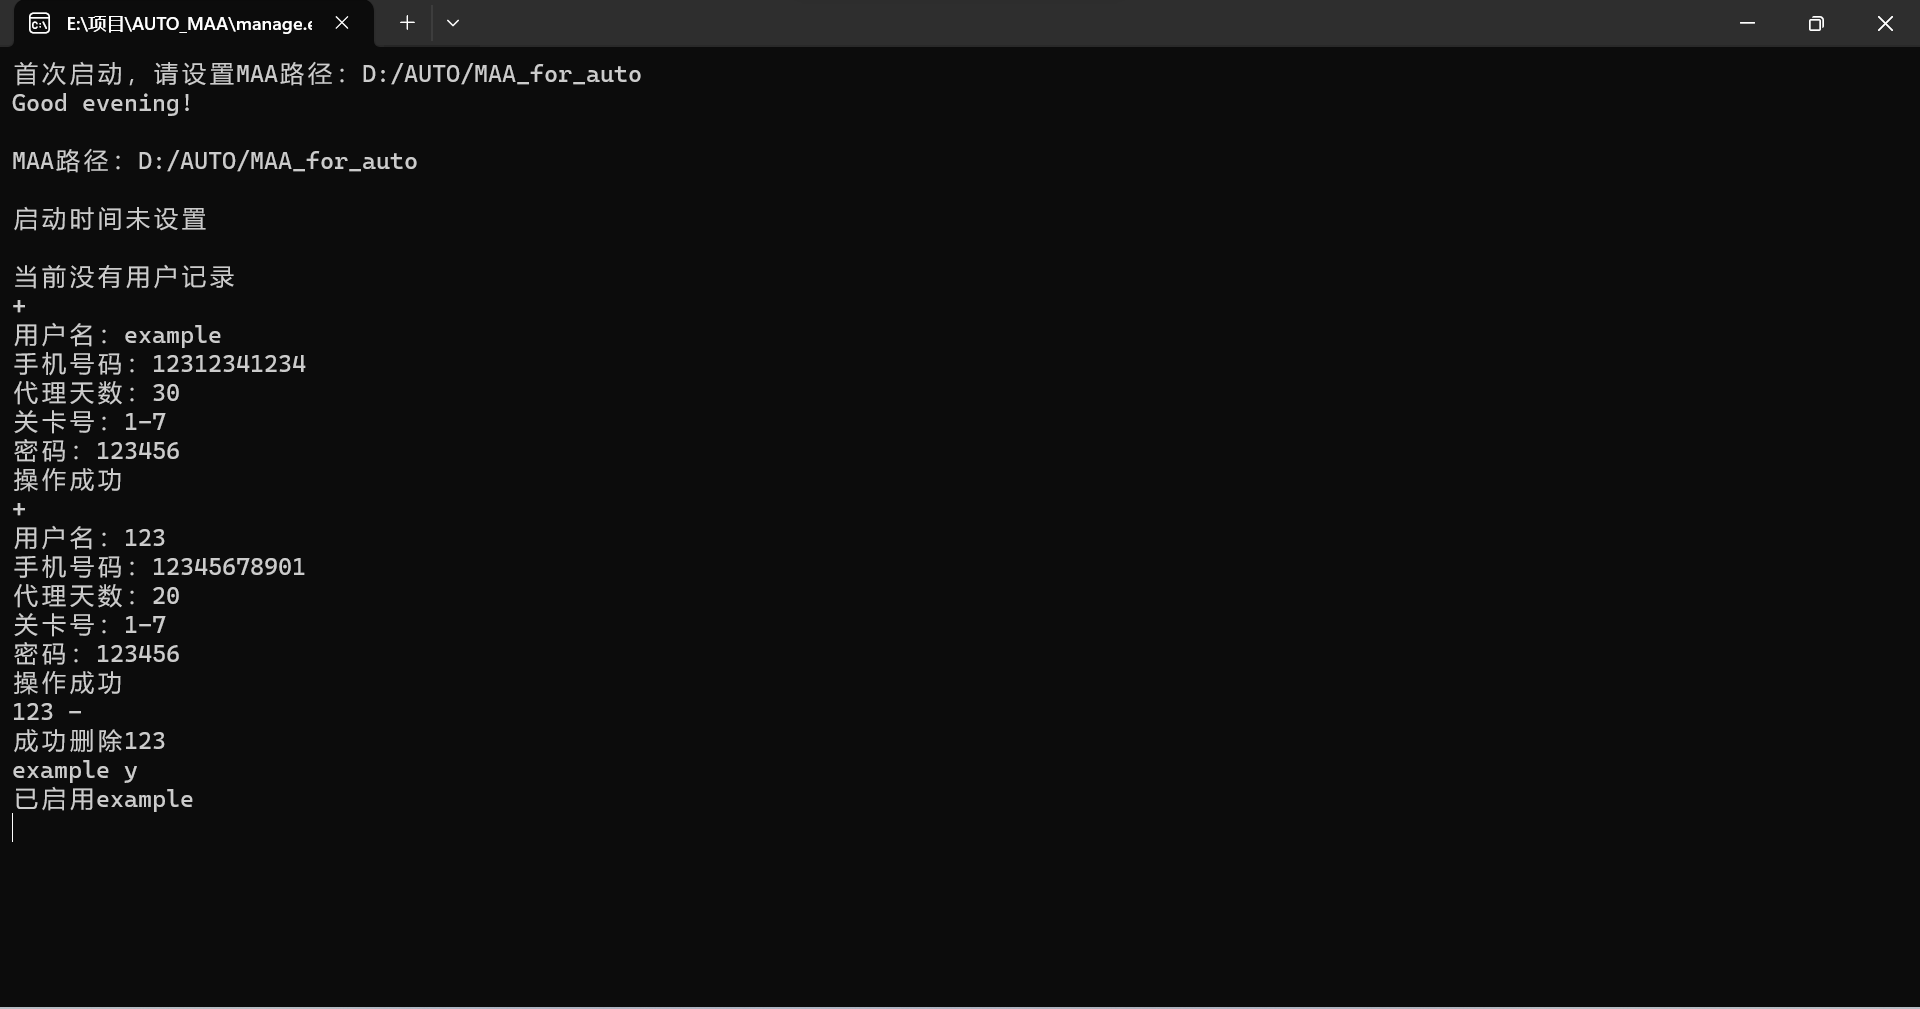 E:\项目\AUTO_MAA\manage.e
首次启动，请设置MAA路径：D:/AUTO/MAA_for_auto
Good evening!
MAA路径：D:/AUTO/MAA_for_auto
启动时间未设置
当前没有用户记录
+
用户名：example
手机号码：12312341234
代理天数：30
关卡号：1-7
密码：123456
操作成功
+
用户名：123
手机号码：12345678901
代理天数：20
关卡号：1-7
密码：123456
操作成功
123 -
成功删除123
example y
已启用example